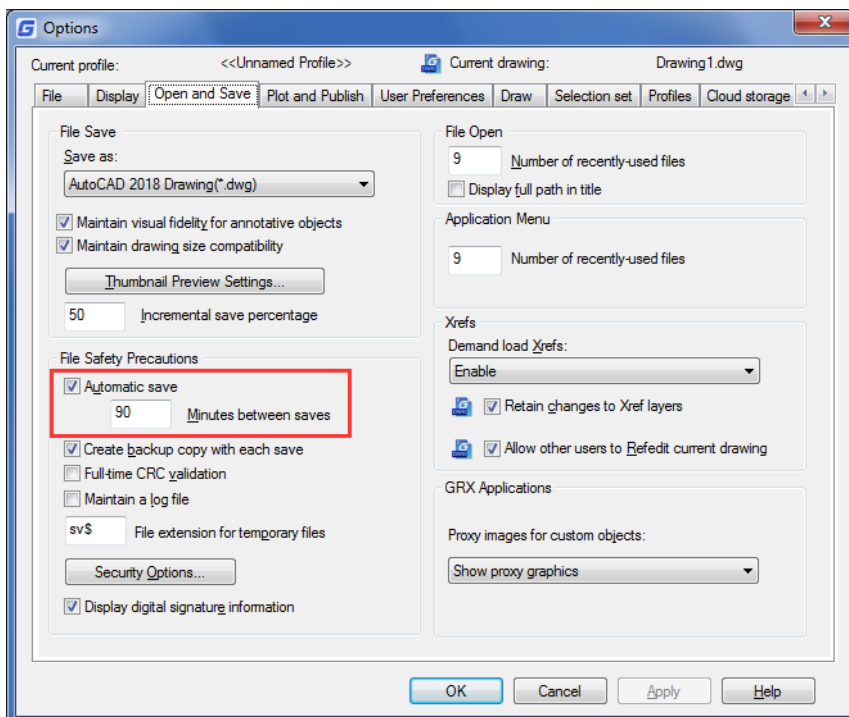 Options
Current profile: <<Unnamed Profile>> Current drawing: Drawing1.dwg
File Display Open and Save Plot and Publish User Preferences Draw Selection set Profiles Cloud storage
File Save
Save as:
AutoCAD 2018 Drawing(*.dwg)
Maintain visual fidelity for annotative objects
Maintain drawing size compatibility
Thumbnail Preview Settings...
50 Incremental save percentage
File Safety Precautions
Automatic save
90 Minutes between saves
Create backup copy with each save
Full-time CRC validation
Maintain a log file
sv$ File extension for temporary files
Security Options...
Display digital signature information
File Open
9 Number of recently-used files
Display full path in title
Application Menu
9 Number of recently-used files
Xrefs
Demand load Xrefs:
Enable
Retain changes to Xref layers
Allow other users to Refedit current drawing
GRX Applications
Proxy images for custom objects:
Show proxy graphics
OK Cancel Apply Help